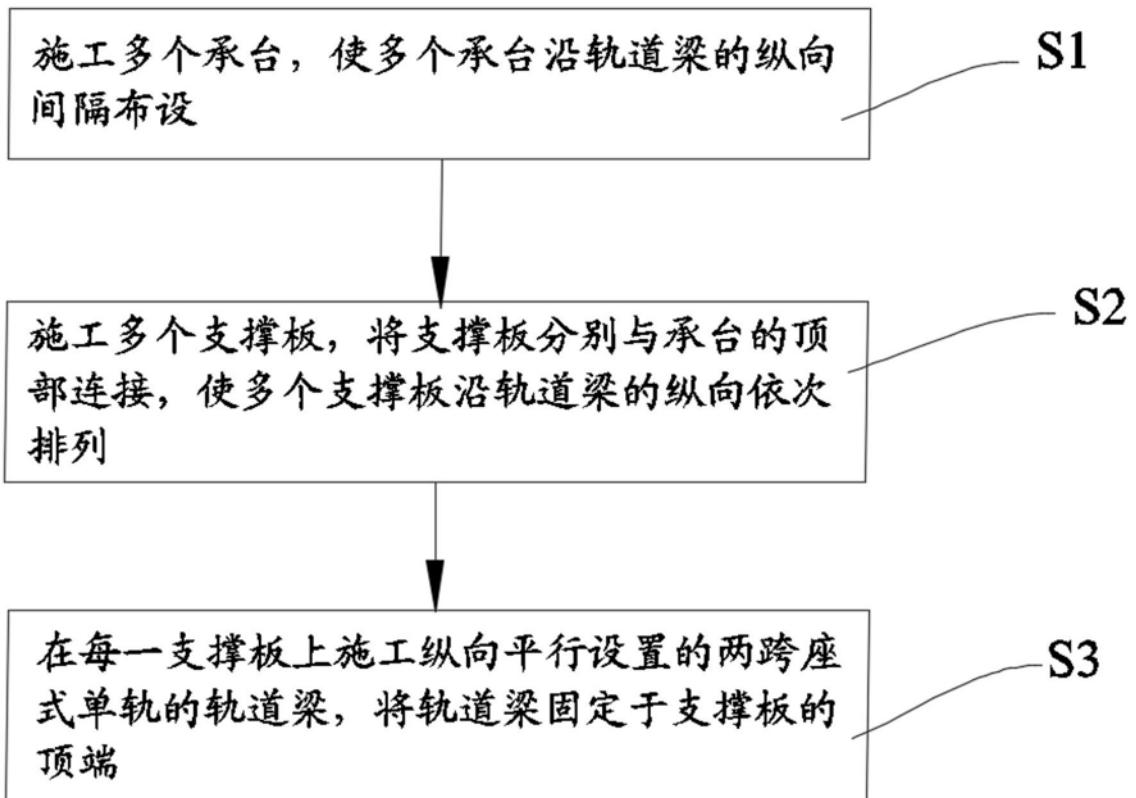 施工多个承台，使多个承台沿轨道梁的纵向
间隔布设
S1
施工多个支撑板，将支撑板分别与承台的顶
部连接，使多个支撑板沿轨道梁的纵向依次
排列
S2
在每一支撑板上施工纵向平行设置的两跨座
式单轨的轨道梁，将轨道梁固定于支撑板的
顶端
S3